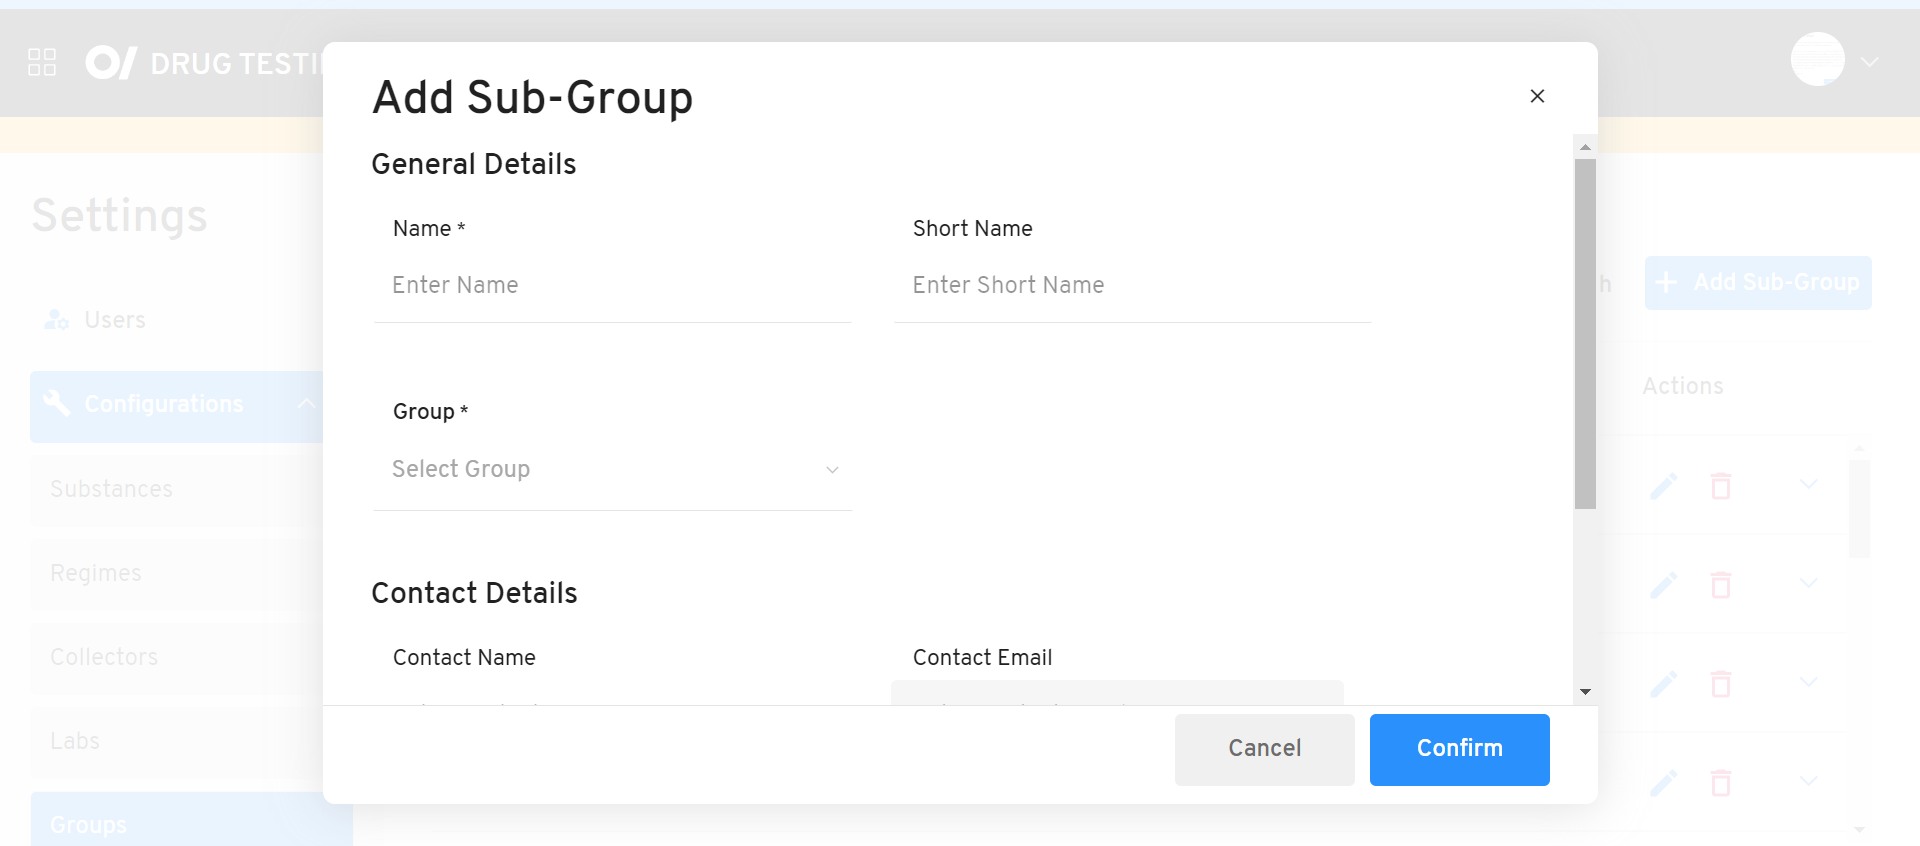 DRUG TESTI
Add Sub-Group
General Details
Settings
Name *
Short Name
Enter Name
Enter Short Name
h
Add Sub-Group
Users
Actions
Configurations
Group *
Select Group
Substances
Regimes
Contact Details
Collectors
Contact Name
Contact Email
Labs
Cancel
Confirm
Groups